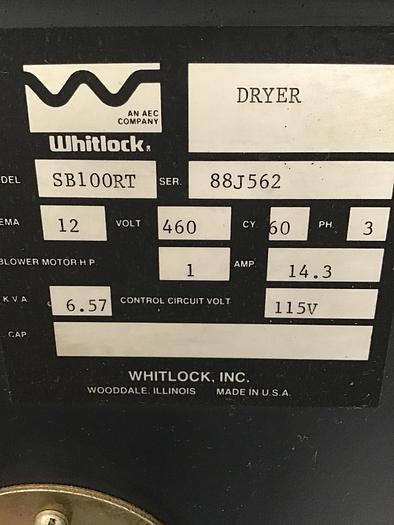 AN AEC
COMPANY
Whitlock®
DRYER
DEL SB100RT SER. 88J562
EMA 12 VOLT 460 CY. 60 PH. 3
BLOWER MOTOR H.P. 1 AMP. 14.3
K.V.A. 6.57 CONTROL CIRCUIT VOLT 115V
CAP.
WHITLOCK, INC.
WOODDALE, ILLINOIS MADE IN U.S.A.